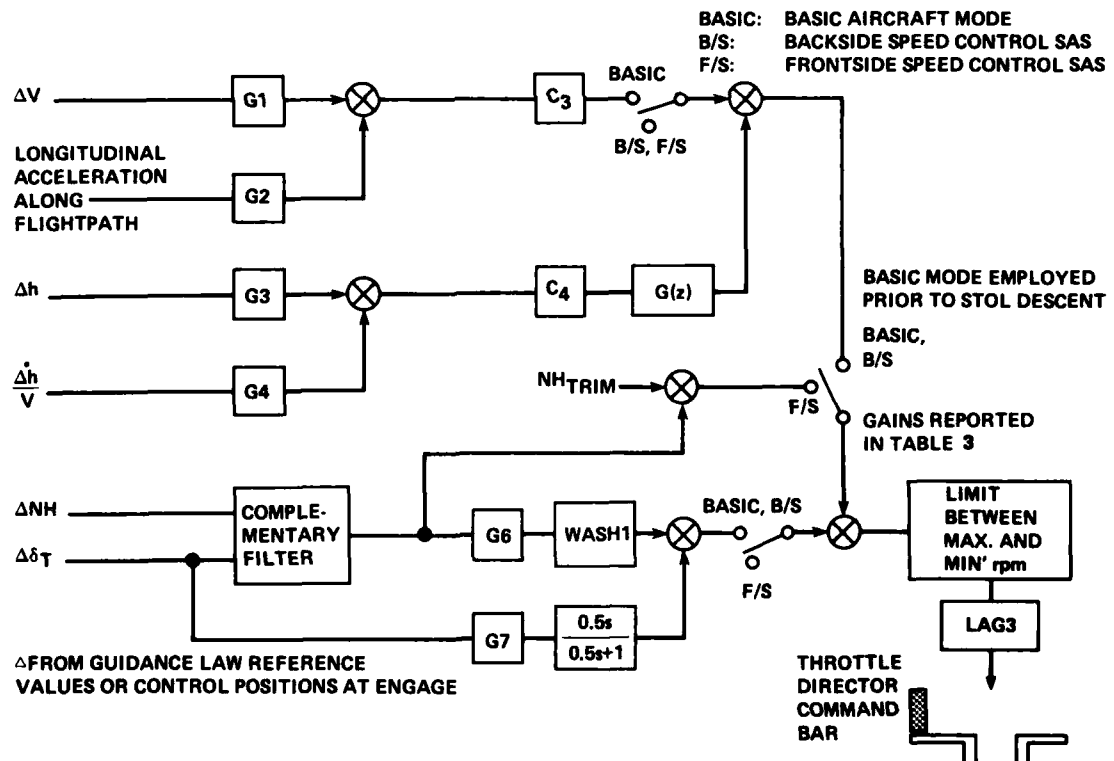 BASIC: BASIC AIRCRAFT MODE
B/S: BACKSIDE SPEED CONTROL SAS
F/S: FRONTSIDE SPEED CONTROL SAS
ΔV
G1
C3
BASIC
B/S, F/S
LONGITUDINAL
ACCELERATION
ALONG
FLIGHTPATH
G2
Δh
G3
C4
G(z)
BASIC MODE EMPLOYED
PRIOR TO STOL DESCENT
BASIC,
B/S
Δḣ
V
G4
NHTRIM
F/S
GAINS REPORTED
IN TABLE 3
ΔNH
ΔδT
COMPLE-
MENTARY
FILTER
G6
WASH1
BASIC, B/S
F/S
LIMIT
BETWEEN
MAX. AND
MIN' rpm
G7
0.5s
0.5s+1
LAG3
ΔFROM GUIDANCE LAW REFERENCE
VALUES OR CONTROL POSITIONS AT ENGAGE
THROTTLE
DIRECTOR
COMMAND
BAR